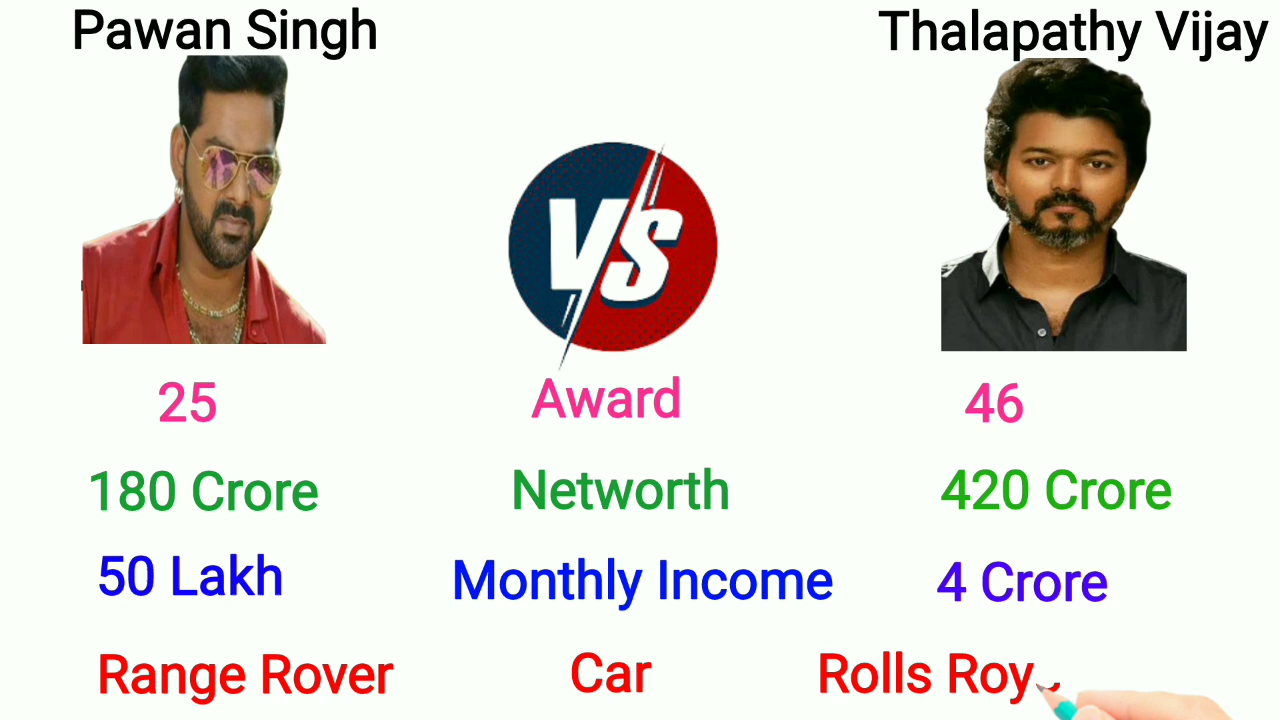 Pawan Singh Thalapathy Vijay
VS
25 Award 46
180 Crore Networth 420 Crore
50 Lakh Monthly Income 4 Crore
Range Rover Car Rolls Roy